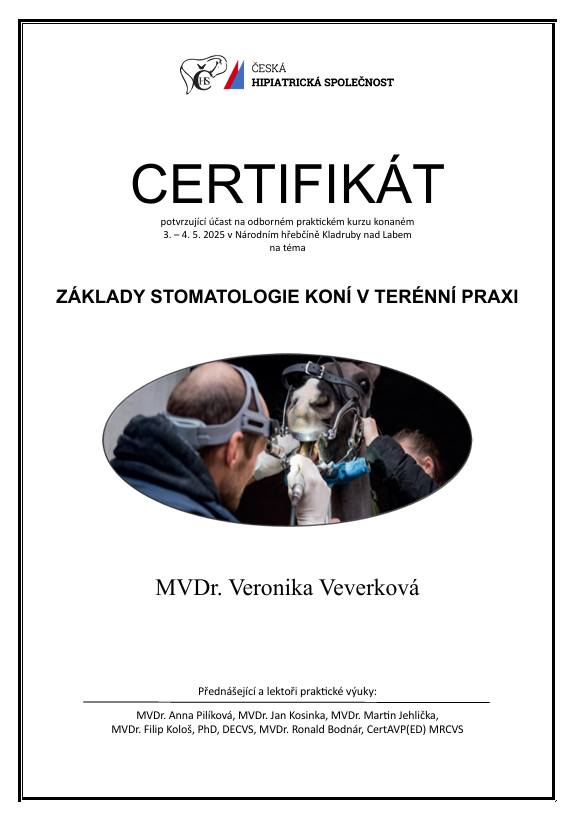 ČHS
ČESKÁ
HIPIATRICKÁ SPOLEČNOST
CERTIFIKÁT
potvrzující účast na odborném praktickém kurzu konaném
3. – 4. 5. 2025 v Národním hřebčíně Kladruby nad Labem
na téma
ZÁKLADY STOMATOLOGIE KONÍ V TERÉNNÍ PRAXI
MVDr. Veronika Veverková
Přednášející a lektoři praktické výuky:
MVDr. Anna Pilíková, MVDr. Jan Kosinka, MVDr. Martin Jehlička,
MVDr. Filip Kološ, PhD, DECVS, MVDr. Ronald Bodnár, CertAVP(ED) MRCVS